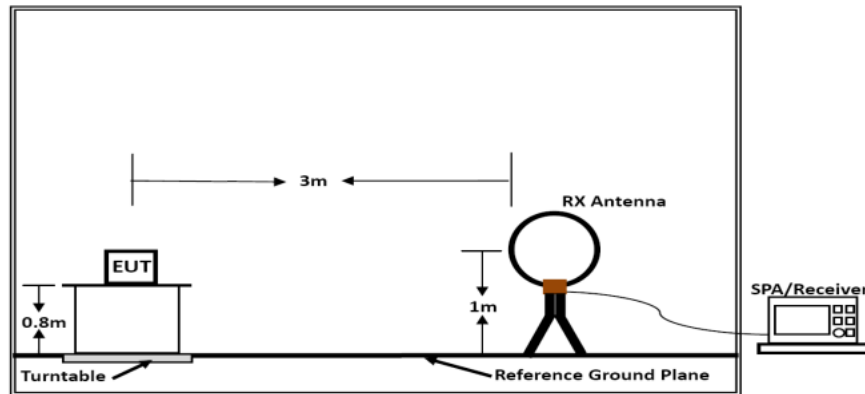 3m
RX Antenna
EUT
SPA/Receiver
0.8m
1m
Turntable
Reference Ground Plane